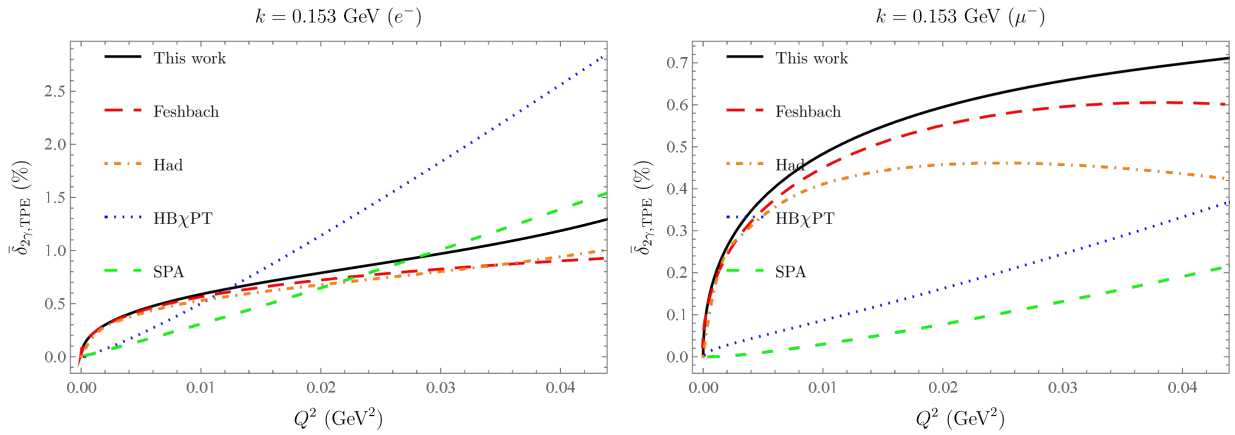 k = 0.153 GeV (e⁻)
This work
Feshbach
Had
HBχPT
SPA
2.5
2.0
1.5
1.0
0.5
0.0
δ̄₂γ,TPE (%)
0.00 0.01 0.02 0.03 0.04
Q² (GeV²)
k = 0.153 GeV (μ⁻)
This work
Feshbach
Had
HBχPT
SPA
0.7
0.6
0.5
0.4
0.3
0.2
0.1
0.0
δ̄₂γ,TPE (%)
0.00 0.01 0.02 0.03 0.04
Q² (GeV²)